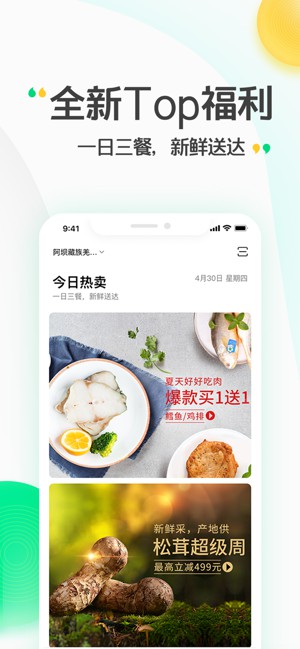 全新Top福利
一日三餐，新鲜送达
9:41
阿坝藏族羌...
今日热卖
4月30日 星期四
一日三餐，新鲜送达
夏天好好吃肉
爆款买1送1
鳕鱼/鸡排
新鲜采，产地供
松茸超级周
最高立减499元